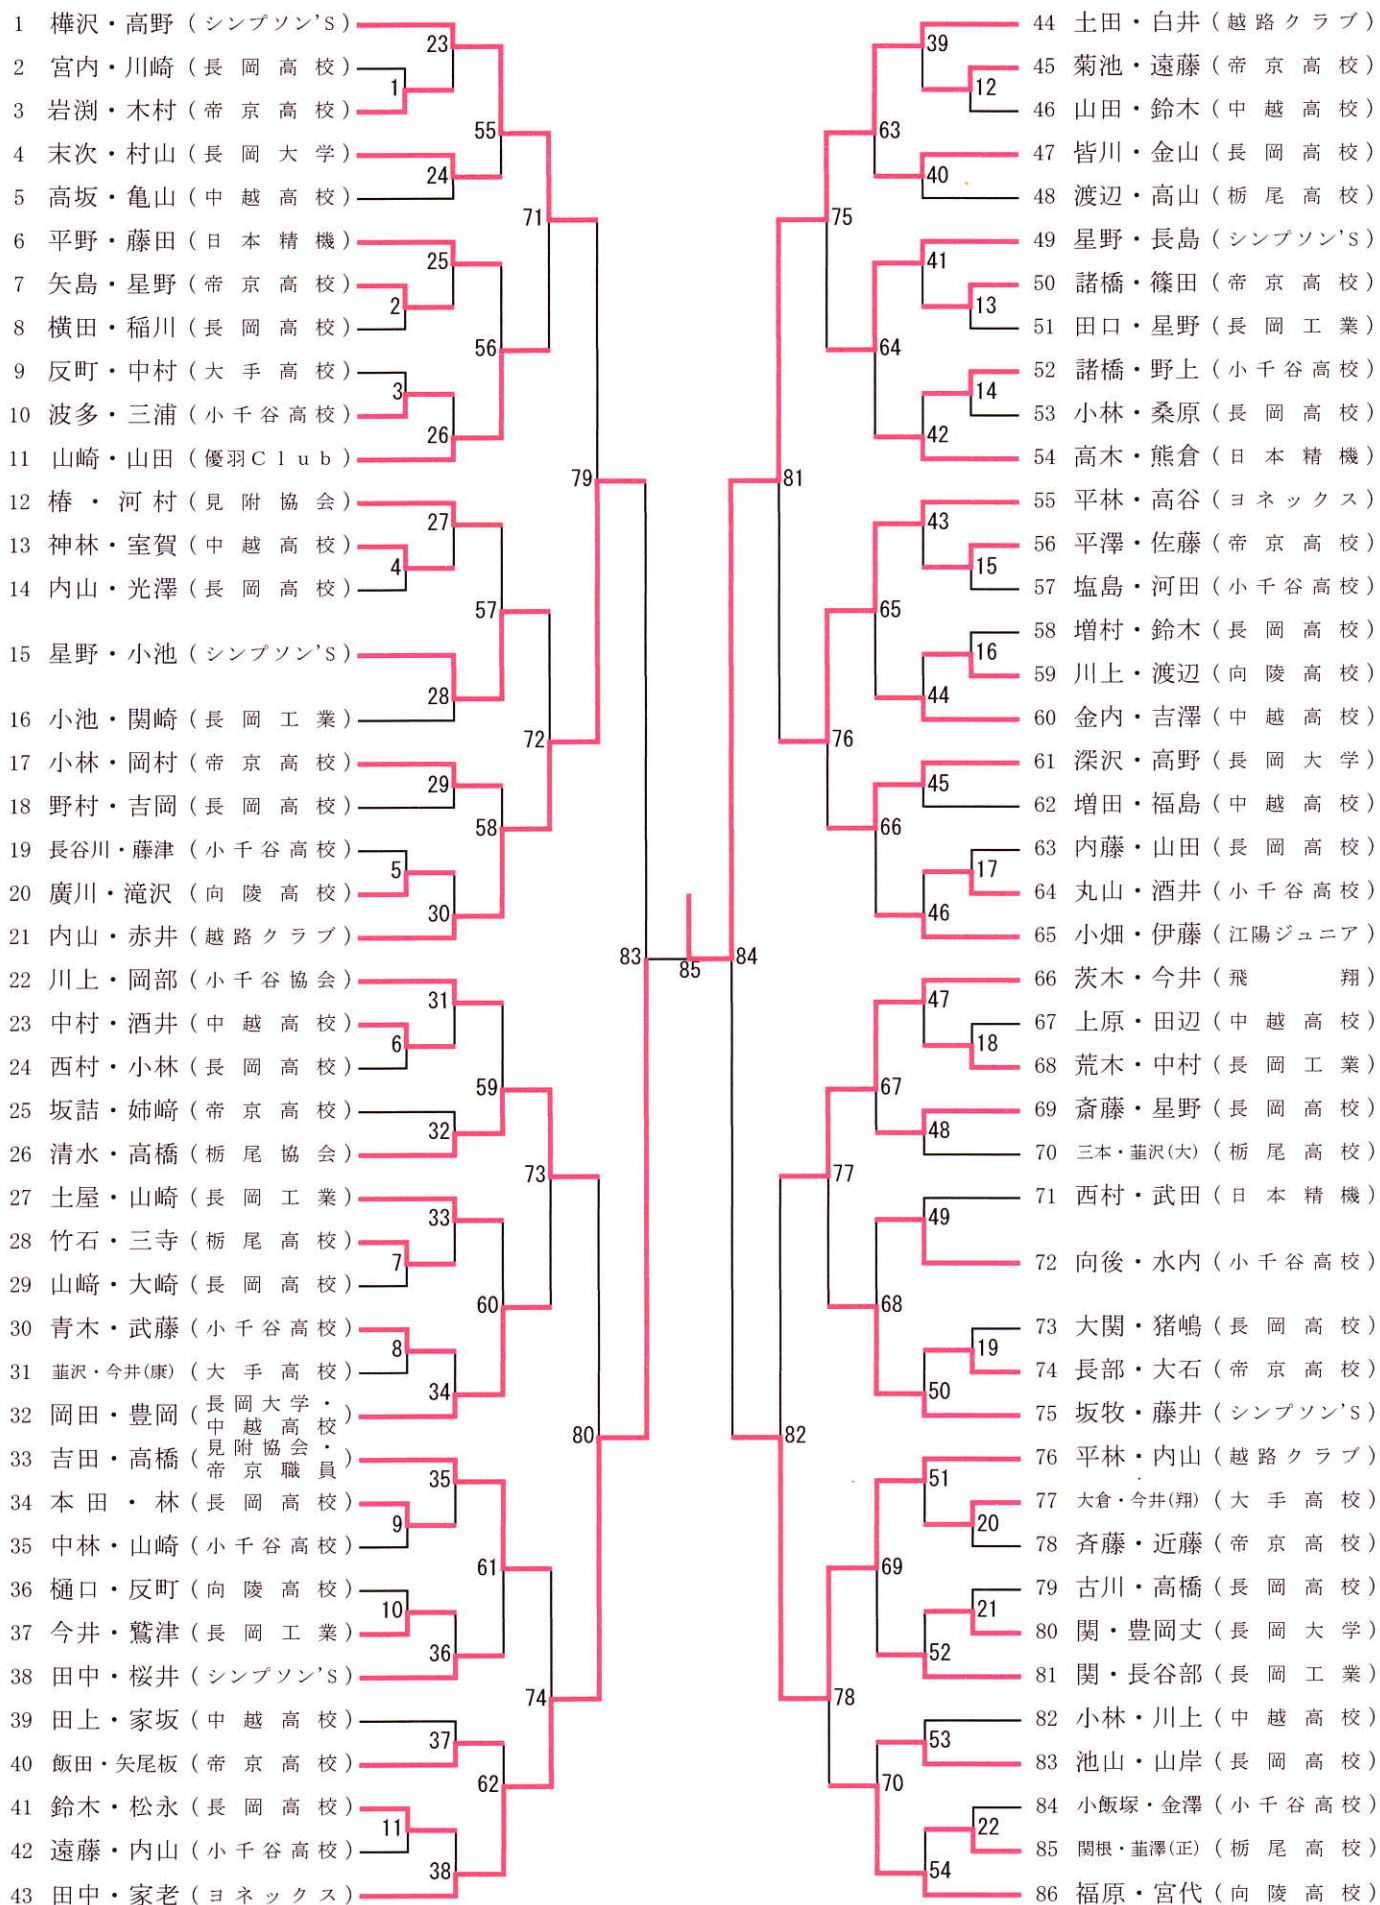 1 樺沢・高野 (シンプソン'S)
2 宮内・川崎 (長岡高校)
3 岩渕・木村 (帝京高校)
4 末次・村山 (長岡大学)
5 高坂・亀山 (中越高校)
6 平野・藤田 (日本精機)
7 矢島・星野 (帝京高校)
8 横田・稲川 (長岡高校)
9 反町・中村 (大手高校)
10 波多・三浦 (小千谷高校)
11 山崎・山田 (優羽Club)
12 椿・河村 (見附協会)
13 神林・室賀 (中越高校)
14 内山・光澤 (長岡高校)
15 星野・小池 (シンプソン'S)
16 小池・関崎 (長岡工業)
17 小林・岡村 (帝京高校)
18 野村・吉岡 (長岡高校)
19 長谷川・藤津 (小千谷高校)
20 廣川・滝沢 (向陵高校)
21 内山・赤井 (越路クラブ)
22 川上・岡部 (小千谷協会)
23 中村・酒井 (中越高校)
24 西村・小林 (長岡高校)
25 坂詰・姉﨑 (帝京高校)
26 清水・高橋 (栃尾協会)
27 土屋・山崎 (長岡工業)
28 竹石・三寺 (栃尾高校)
29 山﨑・大崎 (長岡高校)
30 青木・武藤 (小千谷高校)
31 韮沢・今井(康) (大手高校)
32 岡田・豊岡 (長岡大学・中越高校)
33 吉田・高橋 (見附協会・帝京職員)
34 本田・林 (長岡高校)
35 中林・山崎 (小千谷高校)
36 樋口・反町 (向陵高校)
37 今井・鷲津 (長岡工業)
38 田中・桜井 (シンプソン'S)
39 田上・家坂 (中越高校)
40 飯田・矢尾板 (帝京高校)
41 鈴木・松永 (長岡高校)
42 遠藤・内山 (小千谷高校)
43 田中・家老 (ヨネックス)
23
1
55
24
71
25
2
56
3
26
79
27
4
57
28
72
29
58
5
30
83
31
6
59
32
73
33
7
60
8
34
80
35
9
61
10
36
74
37
62
11
38
85
84
39
12
63
40
75
41
13
64
14
42
81
43
15
65
16
44
76
45
66
17
46
47
18
67
48
77
49
68
19
50
82
51
20
69
21
52
78
53
70
22
54
44 土田・白井 (越路クラブ)
45 菊池・遠藤 (帝京高校)
46 山田・鈴木 (中越高校)
47 皆川・金山 (長岡高校)
48 渡辺・高山 (栃尾高校)
49 星野・長島 (シンプソン'S)
50 諸橋・篠田 (帝京高校)
51 田口・星野 (長岡工業)
52 諸橋・野上 (小千谷高校)
53 小林・桑原 (長岡高校)
54 高木・熊倉 (日本精機)
55 平林・高谷 (ヨネックス)
56 平澤・佐藤 (帝京高校)
57 塩島・河田 (小千谷高校)
58 増村・鈴木 (長岡高校)
59 川上・渡辺 (向陵高校)
60 金内・吉澤 (中越高校)
61 深沢・高野 (長岡大学)
62 増田・福島 (中越高校)
63 内藤・山田 (長岡高校)
64 丸山・酒井 (小千谷高校)
65 小畑・伊藤 (江陽ジュニア)
66 茨木・今井 (飛翔)
67 上原・田辺 (中越高校)
68 荒木・中村 (長岡工業)
69 斎藤・星野 (長岡高校)
70 三本・韮沢(大) (栃尾高校)
71 西村・武田 (日本精機)
72 向後・水内 (小千谷高校)
73 大関・猪嶋 (長岡高校)
74 長部・大石 (帝京高校)
75 坂牧・藤井 (シンプソン'S)
76 平林・内山 (越路クラブ)
77 大倉・今井(翔) (大手高校)
78 斉藤・近藤 (帝京高校)
79 古川・高橋 (長岡高校)
80 関・豊岡丈 (長岡大学)
81 関・長谷部 (長岡工業)
82 小林・川上 (中越高校)
83 池山・山岸 (長岡高校)
84 小飯塚・金澤 (小千谷高校)
85 関根・韮澤(正) (栃尾高校)
86 福原・宮代 (向陵高校)